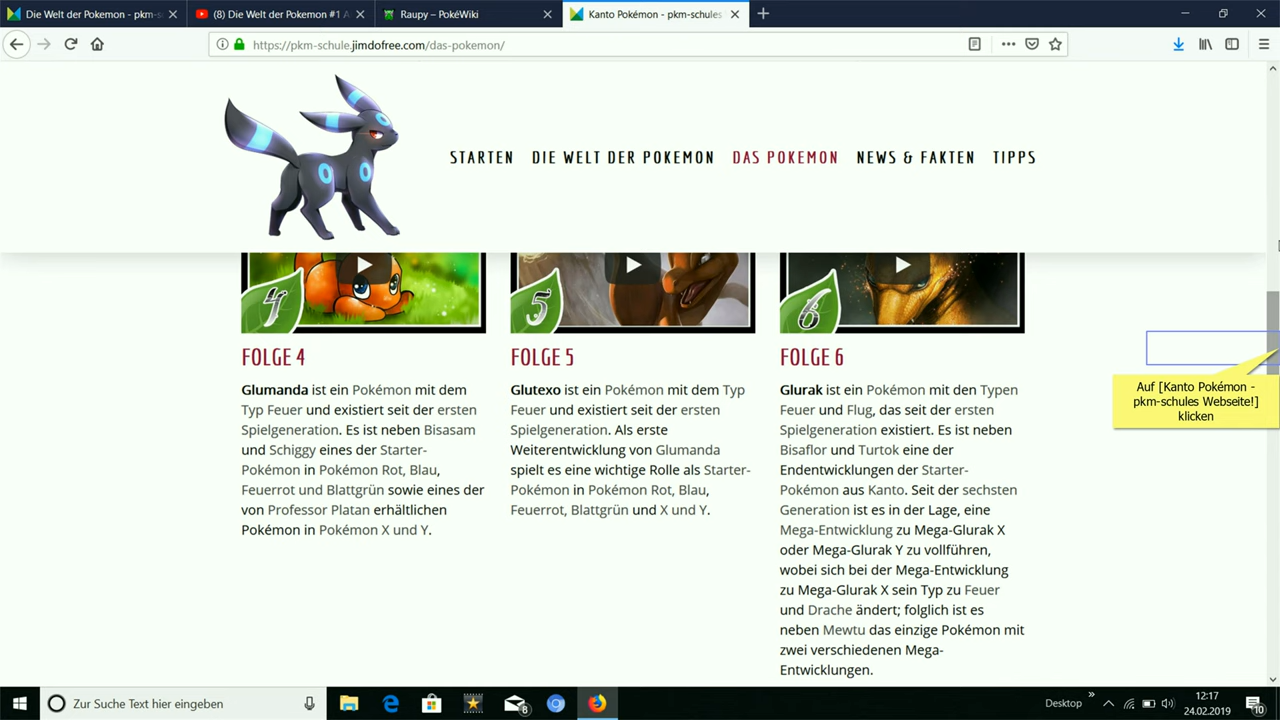 Die Welt der Pokemon - pkm-s
(8) Die Welt der Pokemon #1 A
Raupy – PokéWiki
Kanto Pokémon - pkm-schules
https://pkm-schule.jimdofree.com/das-pokemon/
STARTEN DIE WELT DER POKEMON DAS POKEMON NEWS & FAKTEN TIPPS
4
5
6
FOLGE 4
Glumanda ist ein Pokémon mit dem
Typ Feuer und existiert seit der ersten
Spielgeneration. Es ist neben Bisasam
und Schiggy eines der Starter-
Pokémon in Pokémon Rot, Blau,
Feuerrot und Blattgrün sowie eines der
von Professor Platan erhältlichen
Pokémon in Pokémon X und Y.
FOLGE 5
Glutexo ist ein Pokémon mit dem Typ
Feuer und existiert seit der ersten
Spielgeneration. Als erste
Weiterentwicklung von Glumanda
spielt es eine wichtige Rolle als Starter-
Pokémon in Pokémon Rot, Blau,
Feuerrot, Blattgrün und X und Y.
FOLGE 6
Glurak ist ein Pokémon mit den Typen
Feuer und Flug, das seit der ersten
Spielgeneration existiert. Es ist neben
Bisaflor und Turtok eine der
Endentwicklungen der Starter-
Pokémon aus Kanto. Seit der sechsten
Generation ist es in der Lage, eine
Mega-Entwicklung zu Mega-Glurak X
oder Mega-Glurak Y zu vollführen,
wobei sich bei der Mega-Entwicklung
zu Mega-Glurak X sein Typ zu Feuer
und Drache ändert; folglich ist es
neben Mewtu das einzige Pokémon mit
zwei verschiedenen Mega-
Entwicklungen.
Auf [Kanto Pokémon -
pkm-schules Webseite!]
klicken
Zur Suche Text hier eingeben
8
Desktop
12:17
24.02.2019
10